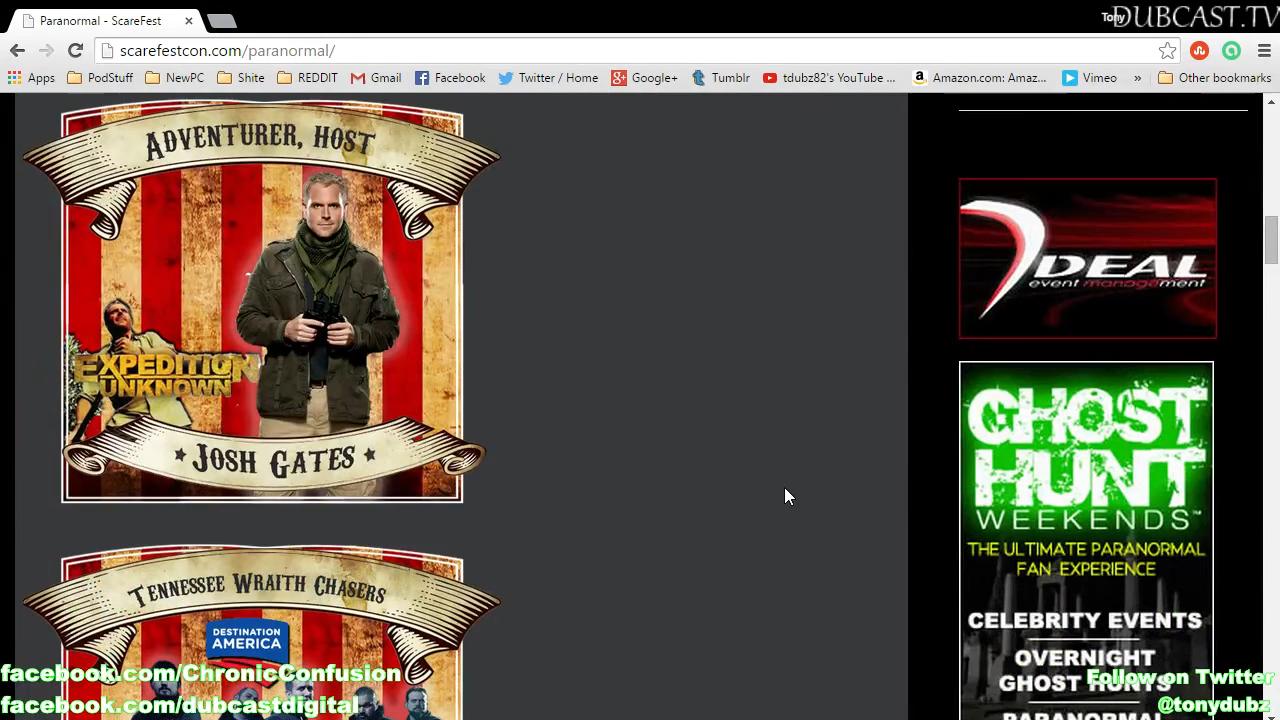 Paranormal - ScareFest
Tony
DUBCAST.TV
scarefestcon.com/paranormal/
Apps PodStuff NewPC Shite REDDIT Gmail Facebook Twitter / Home Google+ Tumblr tdubz82's YouTube ... Amazon.com: Amaz... Vimeo » Other bookmarks
ADVENTURER, HOST
EXPEDITION
UNKNOWN
JOSH GATES
TENNESSEE WRAITH CHASERS
DESTINATION
AMERICA
DEAL
event management
GHOST
HUNT
WEEKENDS™
THE ULTIMATE PARANORMAL
FAN EXPERIENCE
CELEBRITY EVENTS
OVERNIGHT
GHOST HUNTS
PARANORMAL
facebook.com/ChronicConfusion
facebook.com/dubcastdigital
Follow on Twitter
@tonydubz